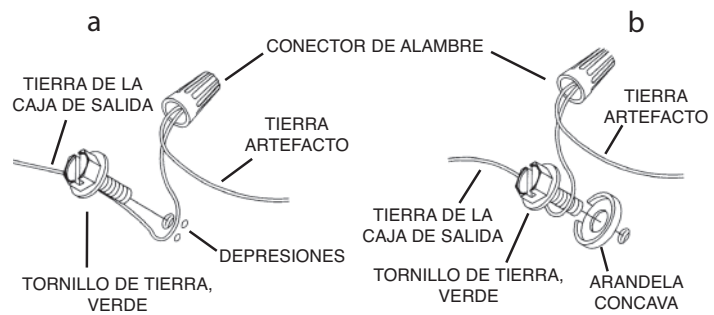 a
b
CONECTOR DE ALAMBRE
TIERRA DE LA
CAJA DE SALIDA
TIERRA
ARTEFACTO
TIERRA
ARTEFACTO
DEPRESIONES
TORNILLO DE TIERRA,
VERDE
TIERRA DE LA
CAJA DE SALIDA
TORNILLO DE TIERRA,
VERDE
ARANDELA
CONCAVA